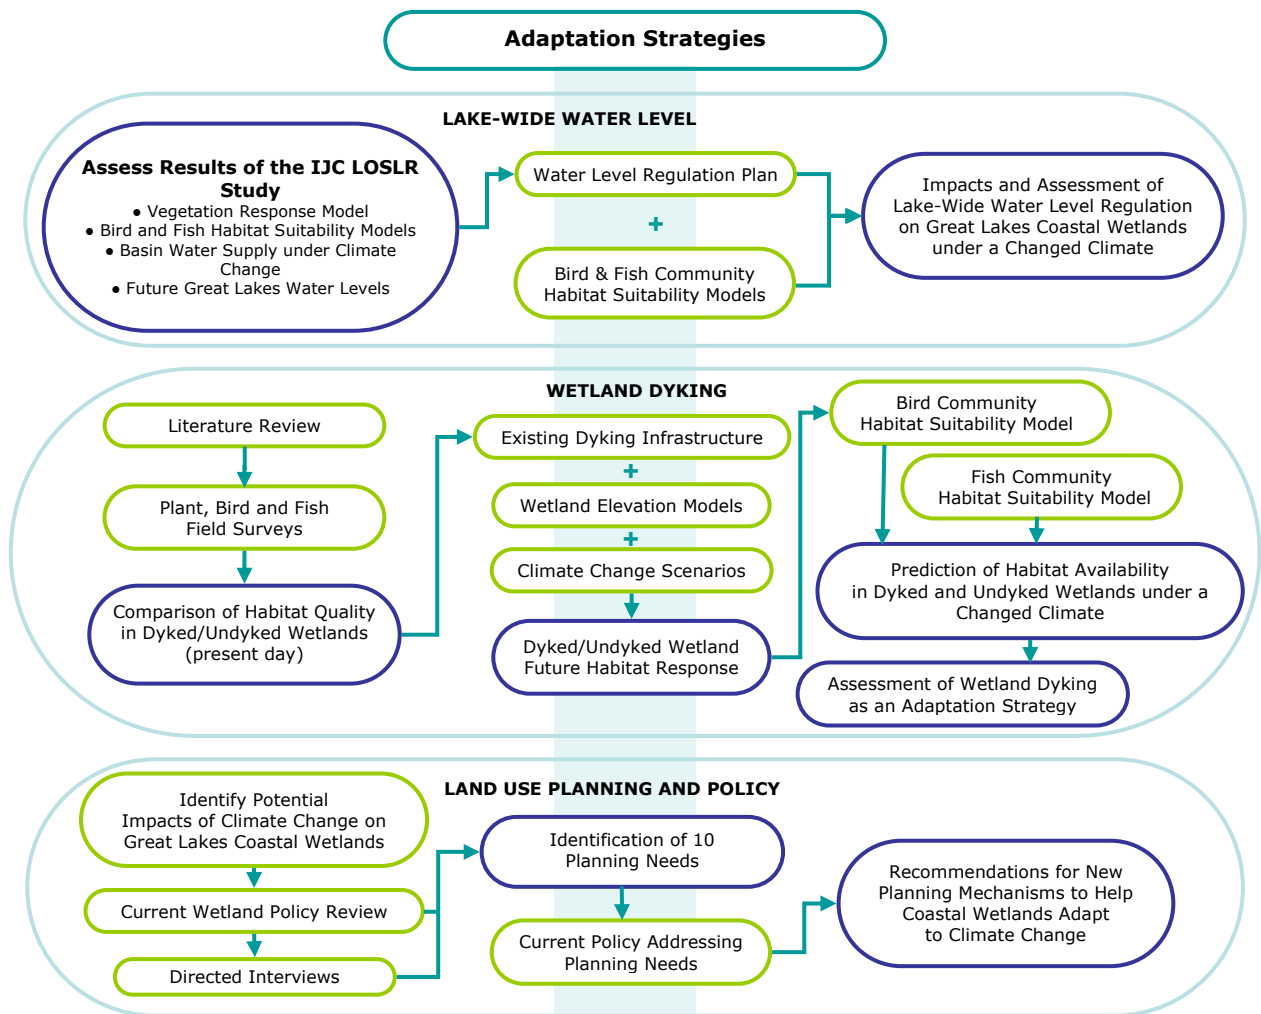 Adaptation Strategies
LAKE-WIDE WATER LEVEL
Assess Results of the IJC LOSLR
Study
● Vegetation Response Model
● Bird and Fish Habitat Suitability Models
● Basin Water Supply under Climate
Change
● Future Great Lakes Water Levels
Water Level Regulation Plan
+
Bird & Fish Community
Habitat Suitability Models
Impacts and Assessment of
Lake-Wide Water Level Regulation
on Great Lakes Coastal Wetlands
under a Changed Climate
WETLAND DYKING
Literature Review
Plant, Bird and Fish
Field Surveys
Comparison of Habitat Quality
in Dyked/Undyked Wetlands
(present day)
Existing Dyking Infrastructure
+
Wetland Elevation Models
+
Climate Change Scenarios
Dyked/Undyked Wetland
Future Habitat Response
Bird Community
Habitat Suitability Model
Fish Community
Habitat Suitability Model
Prediction of Habitat Availability
in Dyked and Undyked Wetlands under a
Changed Climate
Assessment of Wetland Dyking
as an Adaptation Strategy
LAND USE PLANNING AND POLICY
Identify Potential
Impacts of Climate Change on
Great Lakes Coastal Wetlands
Current Wetland Policy Review
Directed Interviews
Identification of 10
Planning Needs
Current Policy Addressing
Planning Needs
Recommendations for New
Planning Mechanisms to Help
Coastal Wetlands Adapt
to Climate Change